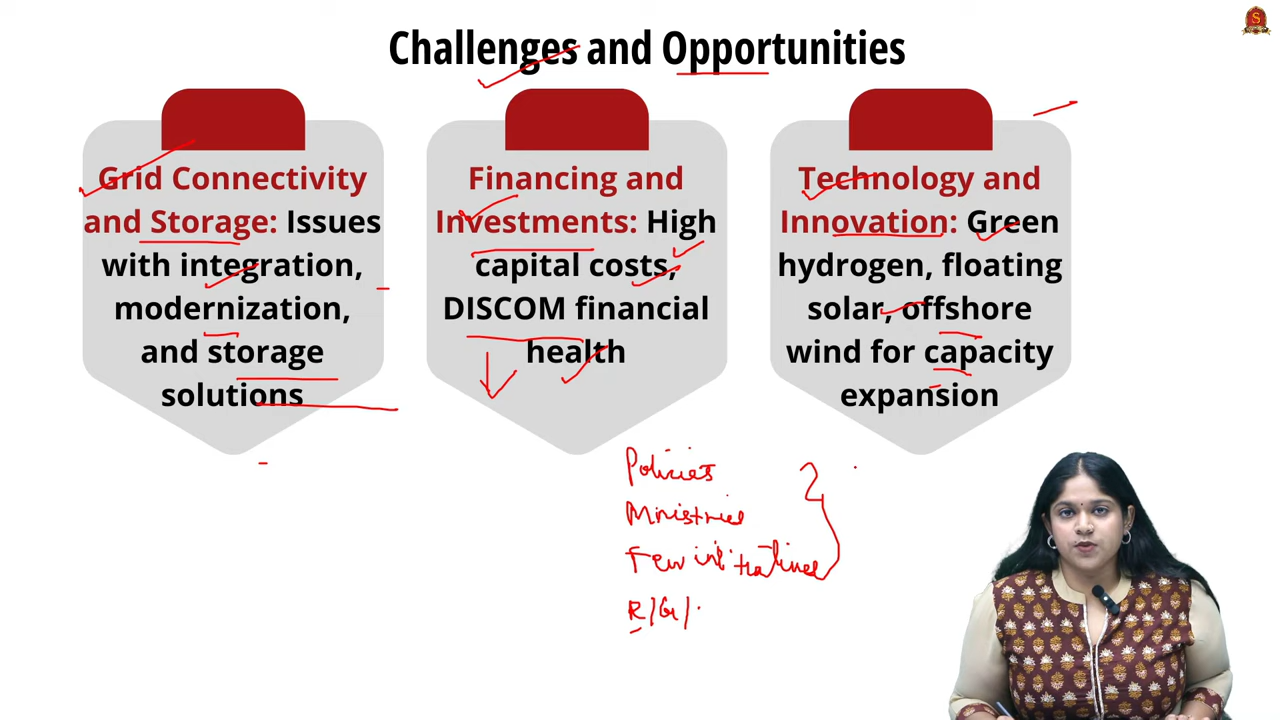 Challenges and Opportunities
Grid Connectivity
and Storage: Issues
with integration,
modernization,
and storage
solutions
Financing and
Investments: High
capital costs,
DISCOM financial
health
Technology and
Innovation: Green
hydrogen, floating
solar, offshore
wind for capacity
expansion
Policies
Ministries
Few initiatives
R/G/
S